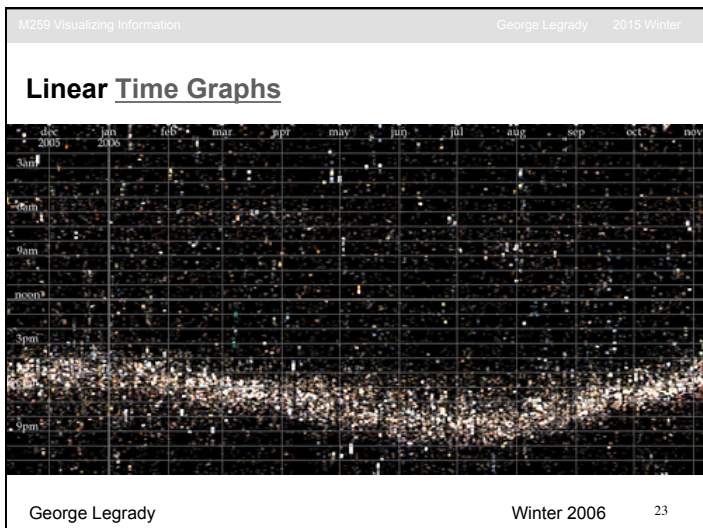 M259 Visualizing Information George Legrady 2015 Winter
Linear Time Graphs
dec jan feb mar apr may jun jul aug sep oct nov
2005 2006
3am
6am
9am
noon
3pm
9pm
George Legrady Winter 2006 23